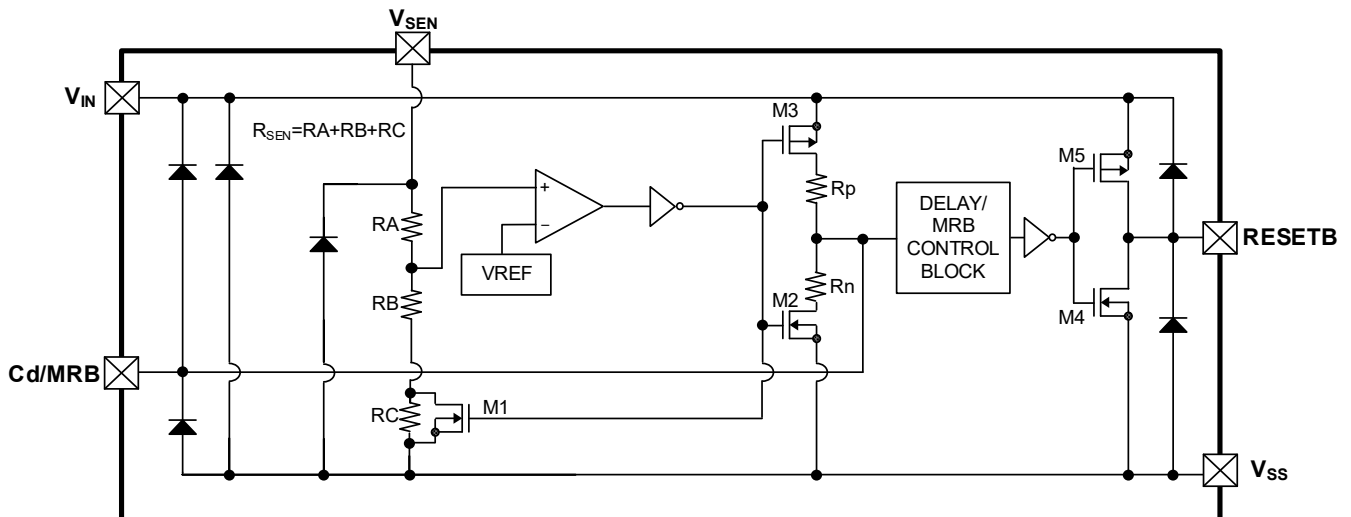 VSEN
VIN
RSEN=RA+RB+RC
M3
M5
Rp
DELAY/
MRB
CONTROL
BLOCK
RA
+
−
VREF
RESETB
Rn
RB
M2
M4
Cd/MRB
RC
M1
VSS